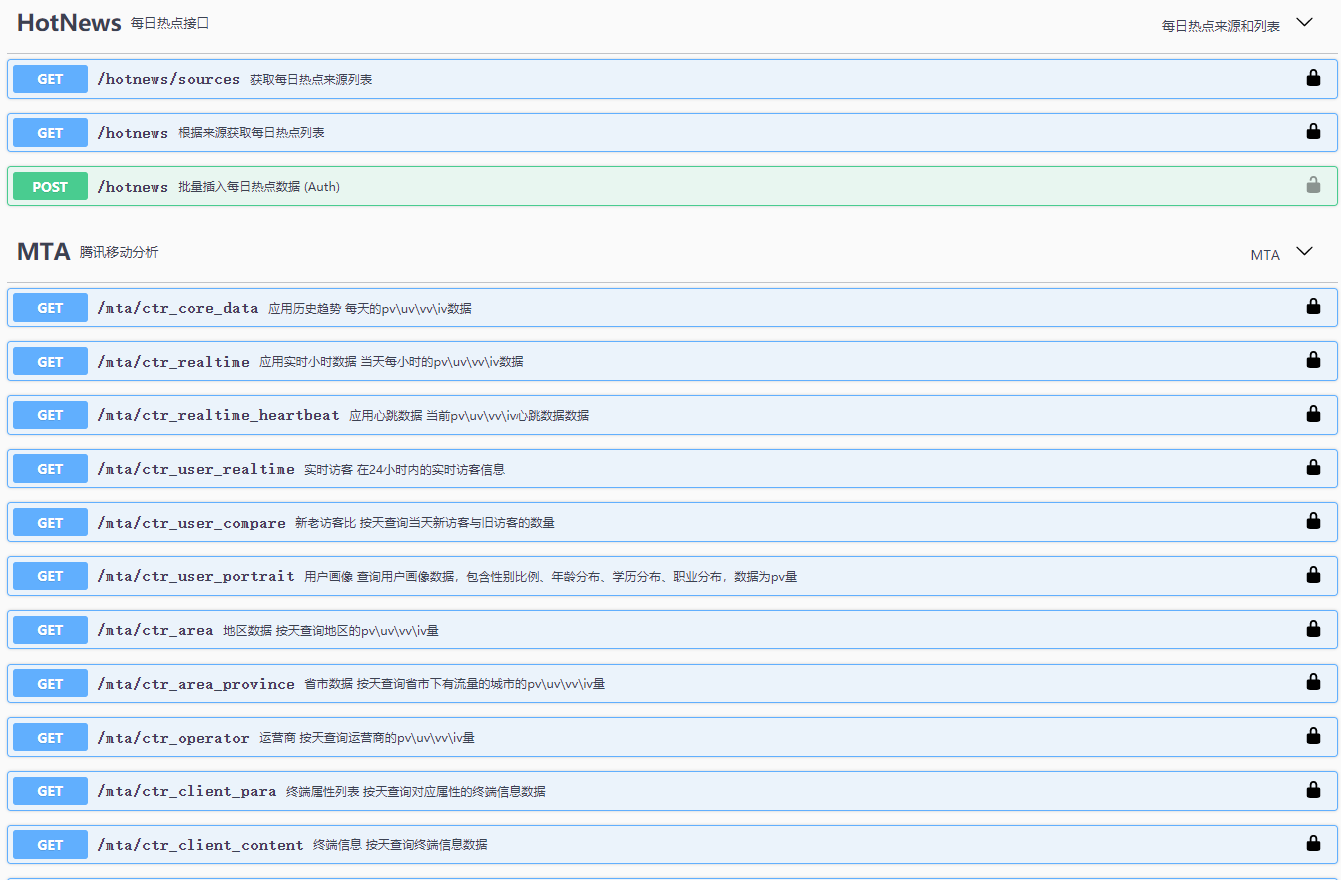 HotNews 每日热点接口 每日热点来源和列表
GET /hotnews/sources 获取每日热点来源列表
GET /hotnews 根据来源获取每日热点列表
POST /hotnews 批量插入每日热点数据 (Auth)
MTA 腾讯移动分析 MTA
GET /mta/ctr_core_data 应用历史趋势 每天的pv\uv\vv\iv数据
GET /mta/ctr_realtime 应用实时小时数据 当天每小时的pv\uv\vv\iv数据
GET /mta/ctr_realtime_heartbeat 应用心跳数据 当前pv\uv\vv\iv心跳数据数据
GET /mta/ctr_user_realtime 实时访客 在24小时内的实时访客信息
GET /mta/ctr_user_compare 新老访客比 按天查询当天新访客与旧访客的数量
GET /mta/ctr_user_portrait 用户画像 查询用户画像数据，包含性别比例、年龄分布、学历分布、职业分布，数据为pv量
GET /mta/ctr_area 地区数据 按天查询地区的pv\uv\vv\iv量
GET /mta/ctr_area_province 省市数据 按天查询省市下有流量的城市的pv\uv\vv\iv量
GET /mta/ctr_operator 运营商 按天查询运营商的pv\uv\vv\iv量
GET /mta/ctr_client_para 终端属性列表 按天查询对应属性的终端信息数据
GET /mta/ctr_client_content 终端信息 按天查询终端信息数据